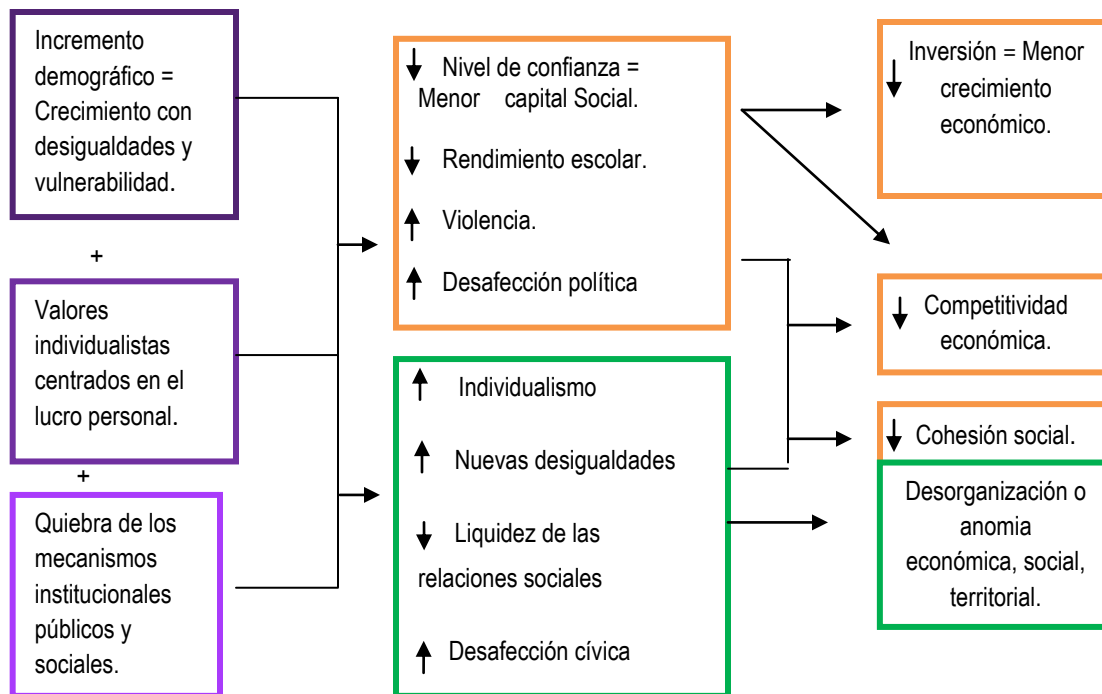 Incremento
demográfico =
Crecimiento con
desigualdades y
vulnerabilidad.
+
Valores
individualistas
centrados en el
lucro personal.
+
Quiebra de los
mecanismos
institucionales
públicos y
sociales.
Nivel de confianza =
Menor capital Social.
Rendimiento escolar.
Violencia.
Desafección política
Individualismo
Nuevas desigualdades
Liquidez de las
relaciones sociales
Desafección cívica
Inversión = Menor
crecimiento
económico.
Competitividad
económica.
Cohesión social.
Desorganización o
anomia
económica, social,
territorial.